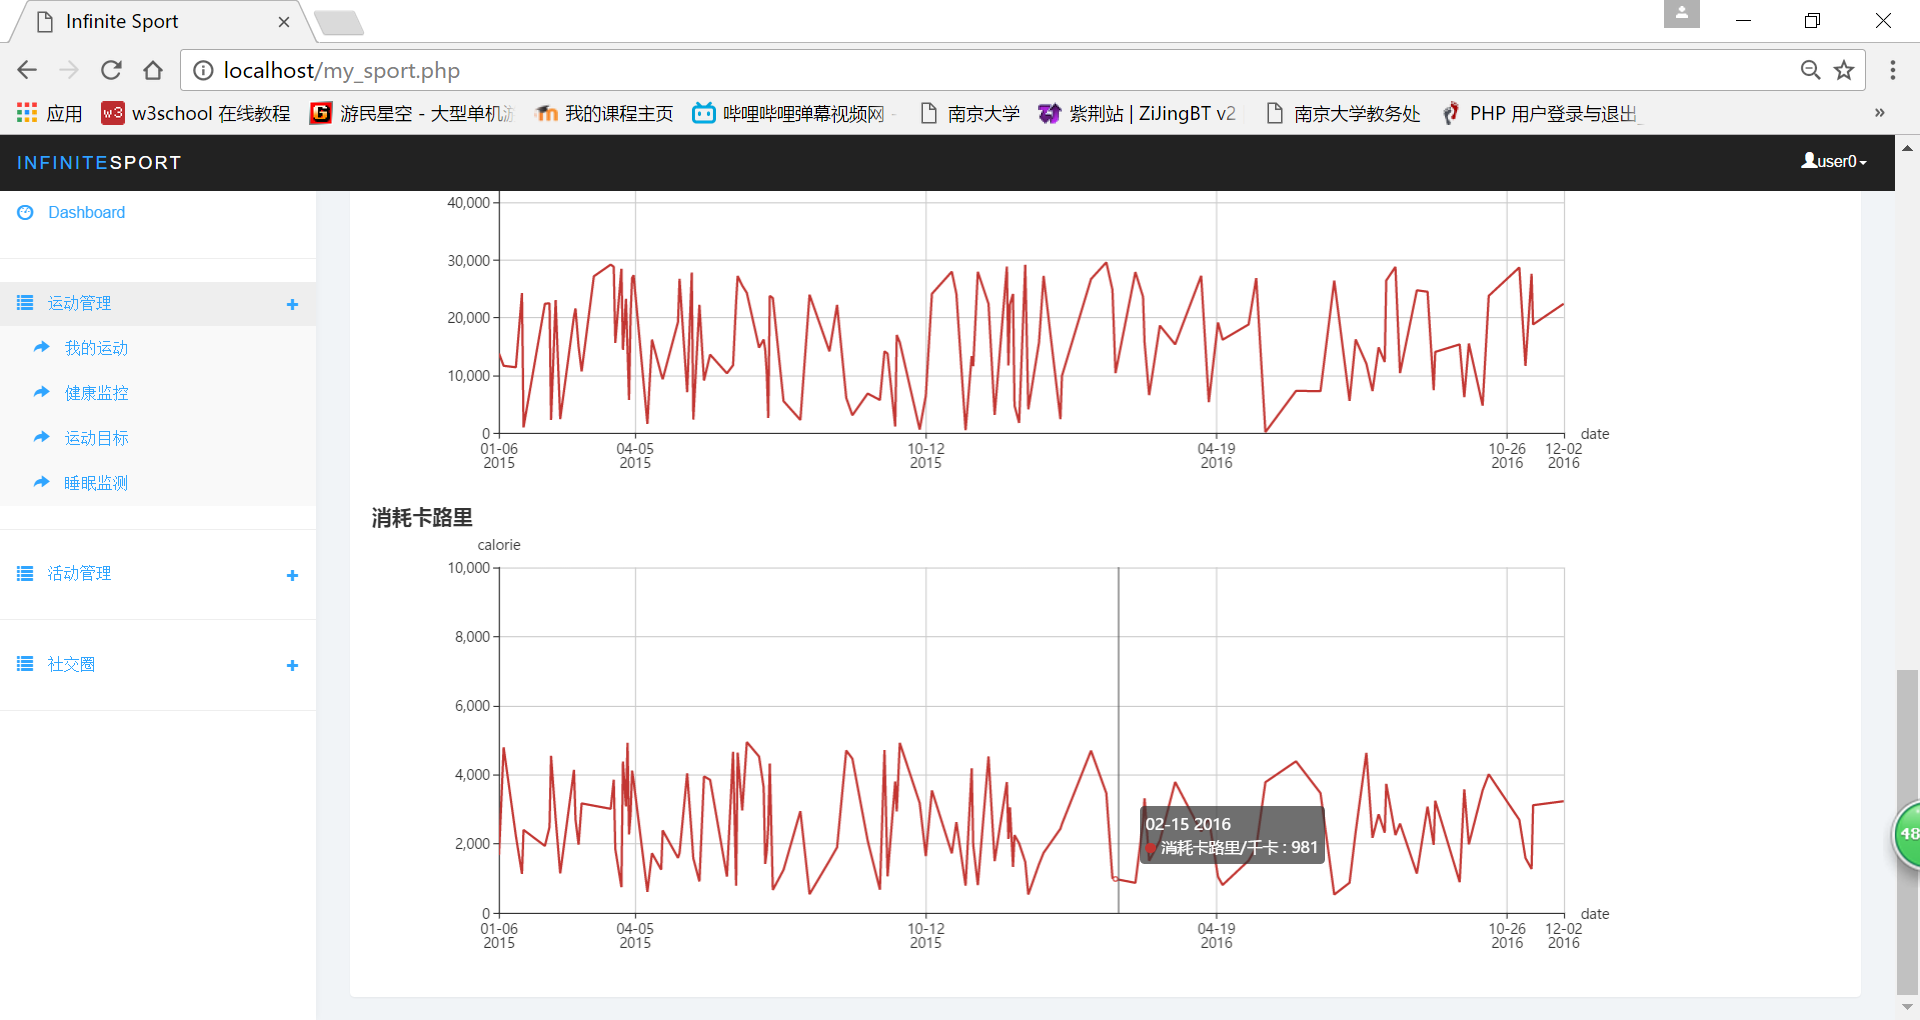 Infinite Sport
localhost/my_sport.php
应用 w3school 在线教程 游民星空 - 大型单机游 我的课程主页 哔哩哔哩弹幕视频网 - 南京大学 紫荆站 | ZiJingBT v2 南京大学教务处 PHP 用户登录与退出_ »
INFINITESPORT user0
Dashboard
运动管理
我的运动
健康监控
运动目标
睡眠监测
活动管理
社交圈
40,000
30,000
20,000
10,000
0
date
01-06 04-05 10-12 04-19 10-26 12-02
2015 2015 2015 2016 2016 2016
消耗卡路里
calorie
10,000
8,000
6,000
4,000
2,000
0
02-15 2016
消耗卡路里/千卡 : 981
date
01-06 04-05 10-12 04-19 10-26 12-02
2015 2015 2015 2016 2016 2016
48